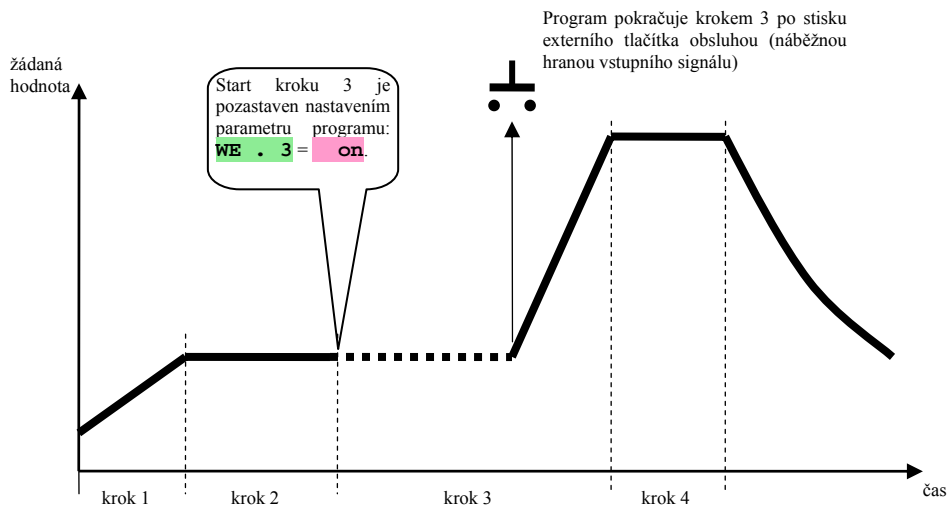 Program pokračuje krokem 3 po stisku
externího tlačítka obsluhou (náběžnou
hranou vstupního signálu)
žádaná
hodnota
Start kroku 3 je
pozastaven nastavením
parametru programu:
WE . 3 = on.
krok 1
krok 2
krok 3
krok 4
čas